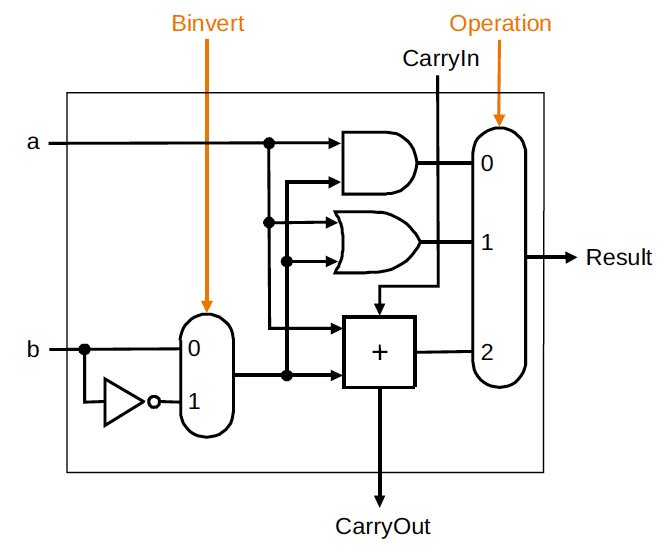 Binvert
Operation
CarryIn
a
0
1
Result
b
0
+
2
1
CarryOut